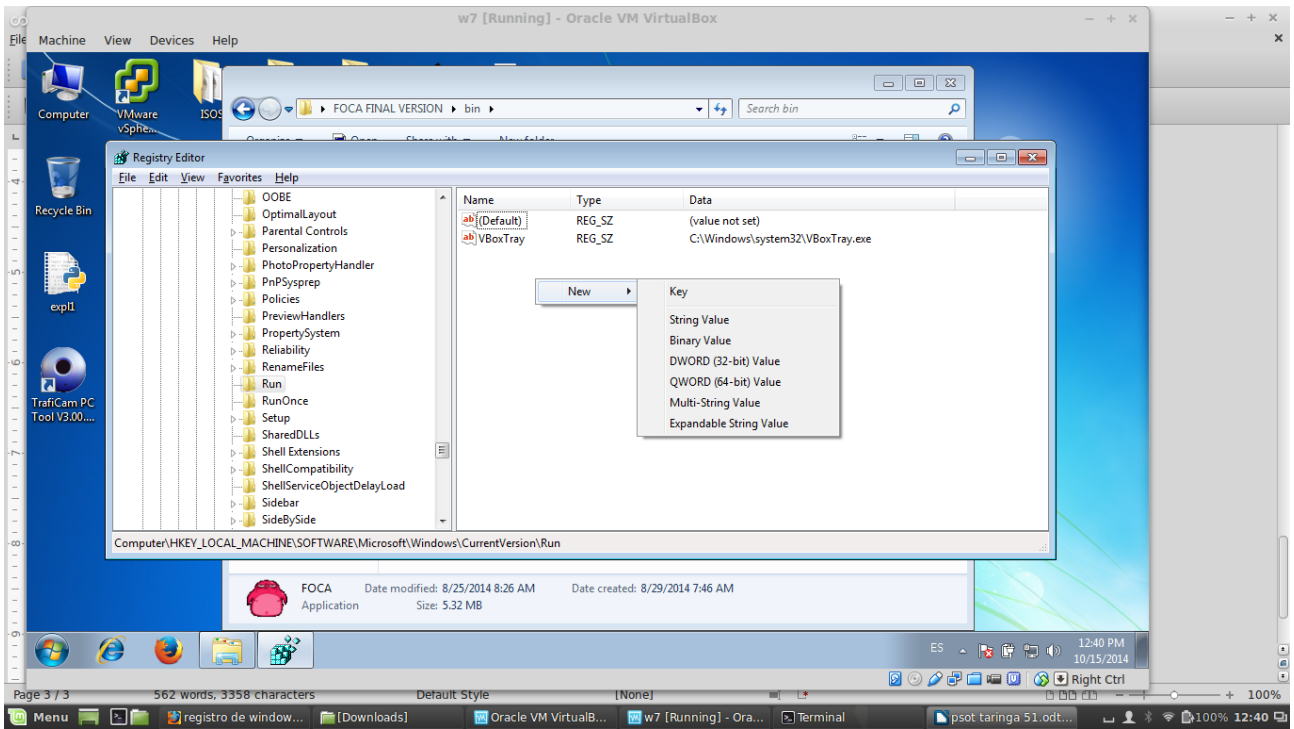 w7 [Running] - Oracle VM VirtualBox
File
Machine View Devices Help
Computer
VMware
vSphe...
ISOS
FOCA FINAL VERSION bin
Search bin
Organize Open Share with New folder
Registry Editor
File Edit View Favorites Help
Recycle Bin
expl1
TrafiCam PC
Tool V3.00....
OOBE
OptimalLayout
Parental Controls
Personalization
PhotoPropertyHandler
PnPSysprep
Policies
PreviewHandlers
PropertySystem
Reliability
RenameFiles
Run
RunOnce
Setup
SharedDLLs
Shell Extensions
ShellCompatibility
ShellServiceObjectDelayLoad
Sidebar
SideBySide
Name Type Data
(Default) REG_SZ (value not set)
VBoxTray REG_SZ C:\Windows\system32\VBoxTray.exe
New
Key
String Value
Binary Value
DWORD (32-bit) Value
QWORD (64-bit) Value
Multi-String Value
Expandable String Value
Computer\HKEY_LOCAL_MACHINE\SOFTWARE\Microsoft\Windows\CurrentVersion\Run
FOCA Date modified: 8/25/2014 8:26 AM Date created: 8/29/2014 7:46 AM
Application Size: 5.32 MB
ES
12:40 PM
10/15/2014
Right Ctrl
Page 3 / 3 562 words, 3358 characters Default Style [None] 100%
Menu registro de window... [Downloads] Oracle VM VirtualB... w7 [Running] - Ora... Terminal psot taringa 51.odt... 100% 12:40